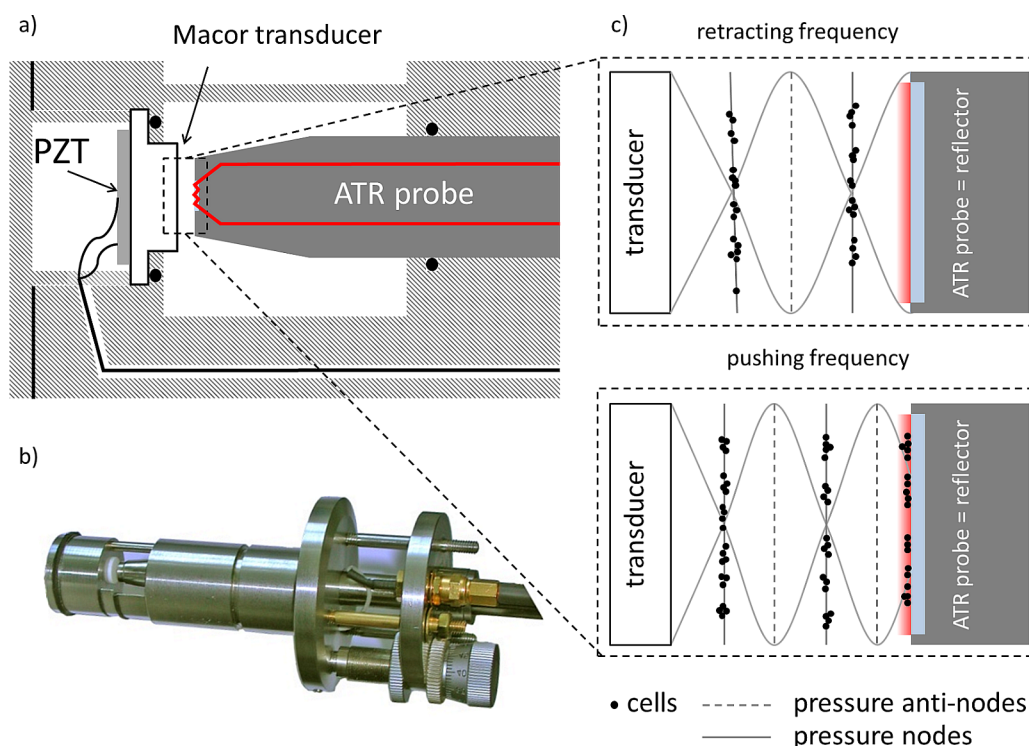 a)
Macor transducer
PZT
ATR probe
b)
c)
retracting frequency
transducer
ATR probe = reflector
pushing frequency
transducer
ATR probe = reflector
cells
pressure anti-nodes
pressure nodes